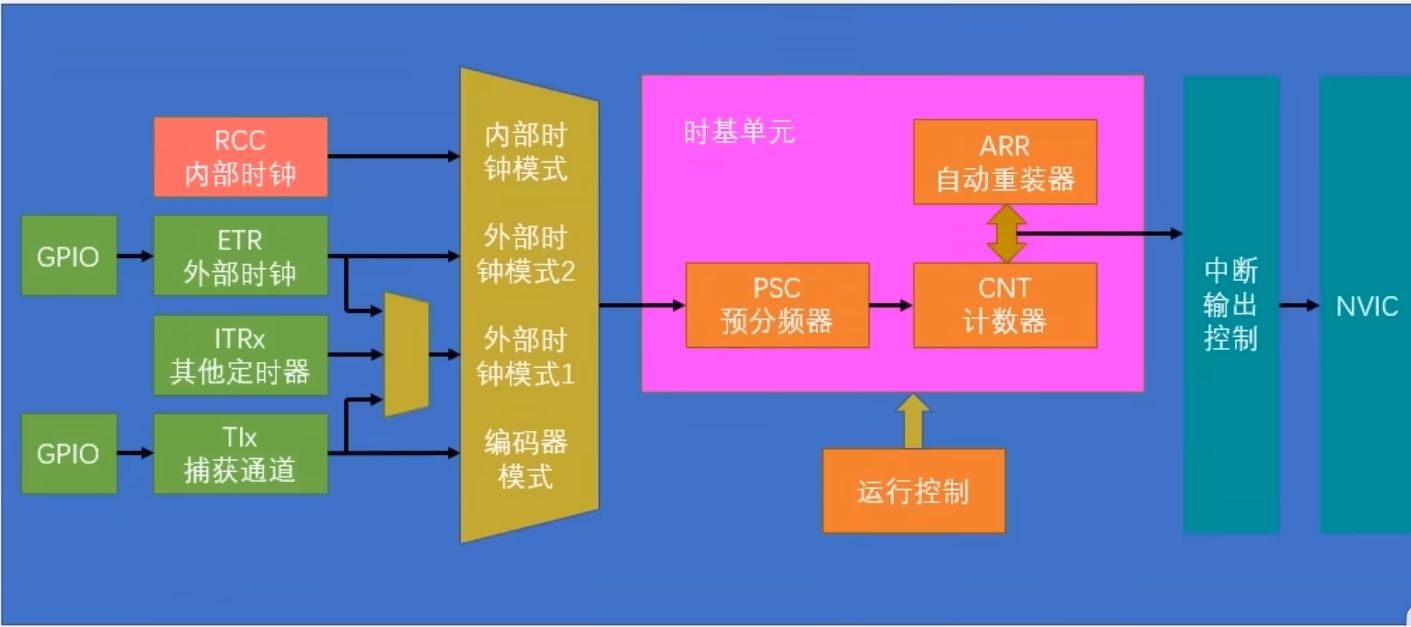 RCC
内部时钟
GPIO
ETR
外部时钟
ITRx
其他定时器
GPIO
TIx
捕获通道
内部时
钟模式
外部时
钟模式2
外部时
钟模式1
编码器
模式
时基单元
ARR
自动重装器
PSC
预分频器
CNT
计数器
运行控制
中断
输出
控制
NVIC